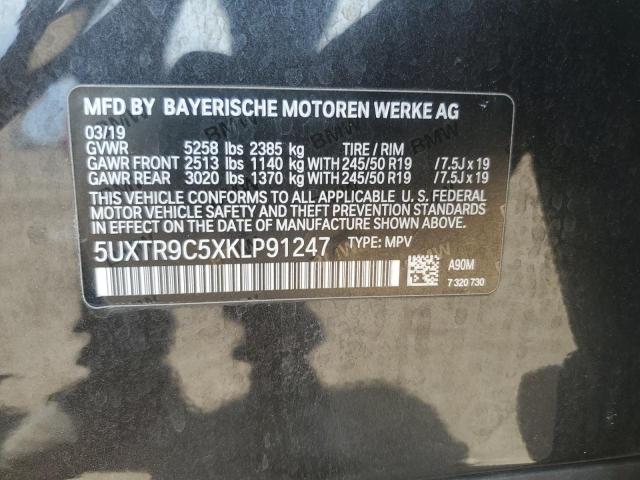 MFD BY BAYERISCHE MOTOREN WERKE AG
03/19
GVWR 5258 lbs 2385 kg TIRE / RIM
GAWR FRONT 2513 lbs 1140 kg WITH 245/50 R19 /7.5J x 19
GAWR REAR 3020 lbs 1370 kg WITH 245/50 R19 /7.5J x 19
THIS VEHICLE CONFORMS TO ALL APPLICABLE U. S. FEDERAL
MOTOR VEHICLE SAFETY AND THEFT PREVENTION STANDARDS
IN EFFECT ON THE DATE OF MANUFACTURE SHOWN ABOVE.
5UXTR9C5XKLP91247 TYPE: MPV
A90M
7 320 730